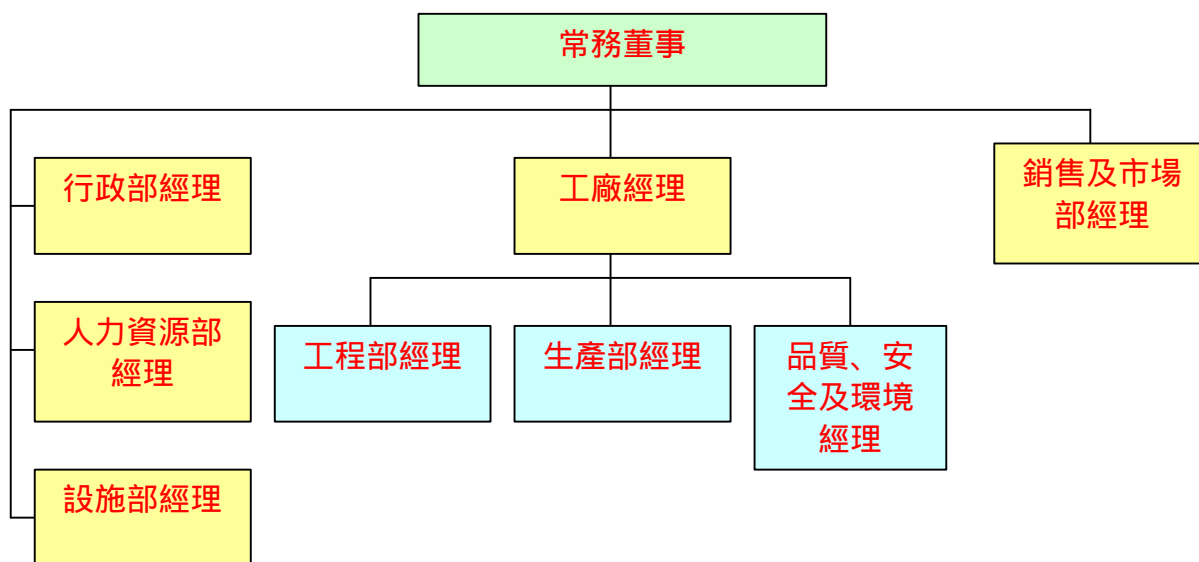 常務董事
行政部經理
工廠經理
銷售及市場
部經理
人力資源部
經理
工程部經理
生產部經理
品質、安
全及環境
經理
設施部經理